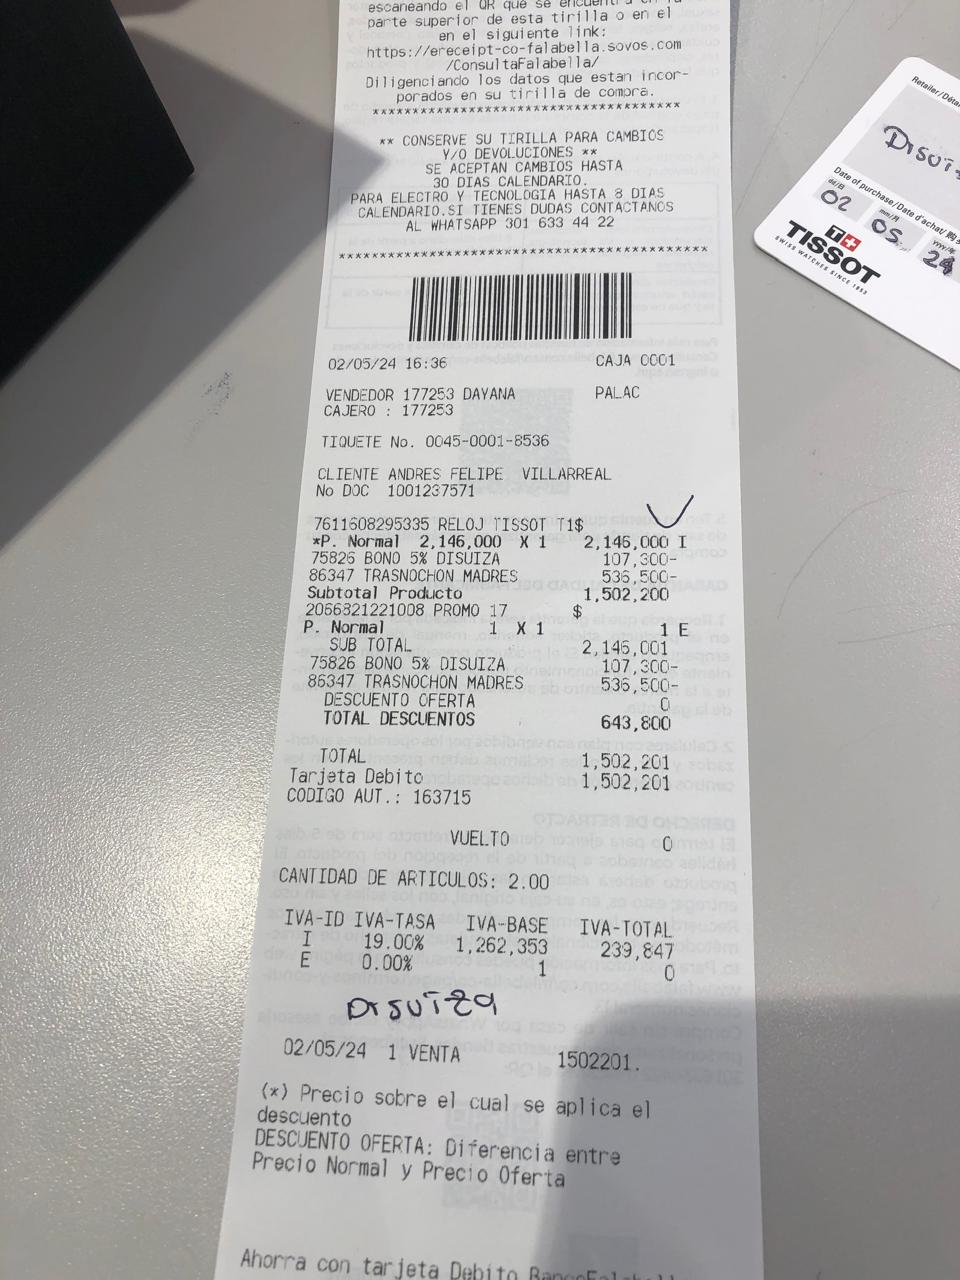 escaneando el QR que se encuentra en la
parte superior de esta tirilla o en el
en el siguiente link:
https://ereceipt-co-falabella.sovos.com
/ConsultaFalabella/
Diligenciando los datos que estan incor-
porados en su tirilla de compra.
****************************************
** CONSERVE SU TIRILLA PARA CAMBIOS
Y/O DEVOLUCIONES **
SE ACEPTAN CAMBIOS HASTA
30 DIAS CALENDARIO.
PARA ELECTRO Y TECNOLOGIA HASTA 8 DIAS
CALENDARIO.SI TIENES DUDAS CONTACTANOS
AL WHATSAPP 301 633 44 22
****************************************
02/05/24 16:36 CAJA 0001
VENDEDOR 177253 DAYANA PALAC
CAJERO : 177253
TIQUETE No. 0045-0001-8536
CLIENTE ANDRES FELIPE VILLARREAL
No DOC 1001237571
7611608295335 RELOJ TISSOT T1$
*P. Normal 2,146,000 X 1 2,146,000 I
75826 BONO 5% DISUIZA 107,300-
86347 TRASNOCHON MADRES 536,500-
Subtotal Producto 1,502,200
2066821221008 PROMO 17 $
P. Normal 1 X 1 1 E
SUB TOTAL 2,146,001
75826 BONO 5% DISUIZA 107,300-
86347 TRASNOCHON MADRES 536,500-
DESCUENTO OFERTA 0
TOTAL DESCUENTOS 643,800
TOTAL 1,502,201
Tarjeta Debito 1,502,201
CODIGO AUT.: 163715
VUELTO 0
CANTIDAD DE ARTICULOS: 2.00
IVA-ID IVA-TASA IVA-BASE IVA-TOTAL
I 19.00% 1,262,353 239,847
E 0.00% 1 0
DISUIZA
02/05/24 1 VENTA 1502201.
(*) Precio sobre el cual se aplica el
descuento
DESCUENTO OFERTA: Diferencia entre
Precio Normal y Precio Oferta
Ahorra con tarjeta Debito BancoFalabella
Retailer/
Date of purchase/Date d'achat/
dd/日 mm/月 yyyy/年
02 05 24
TISSOT
SWISS WATCHES SINCE 1853